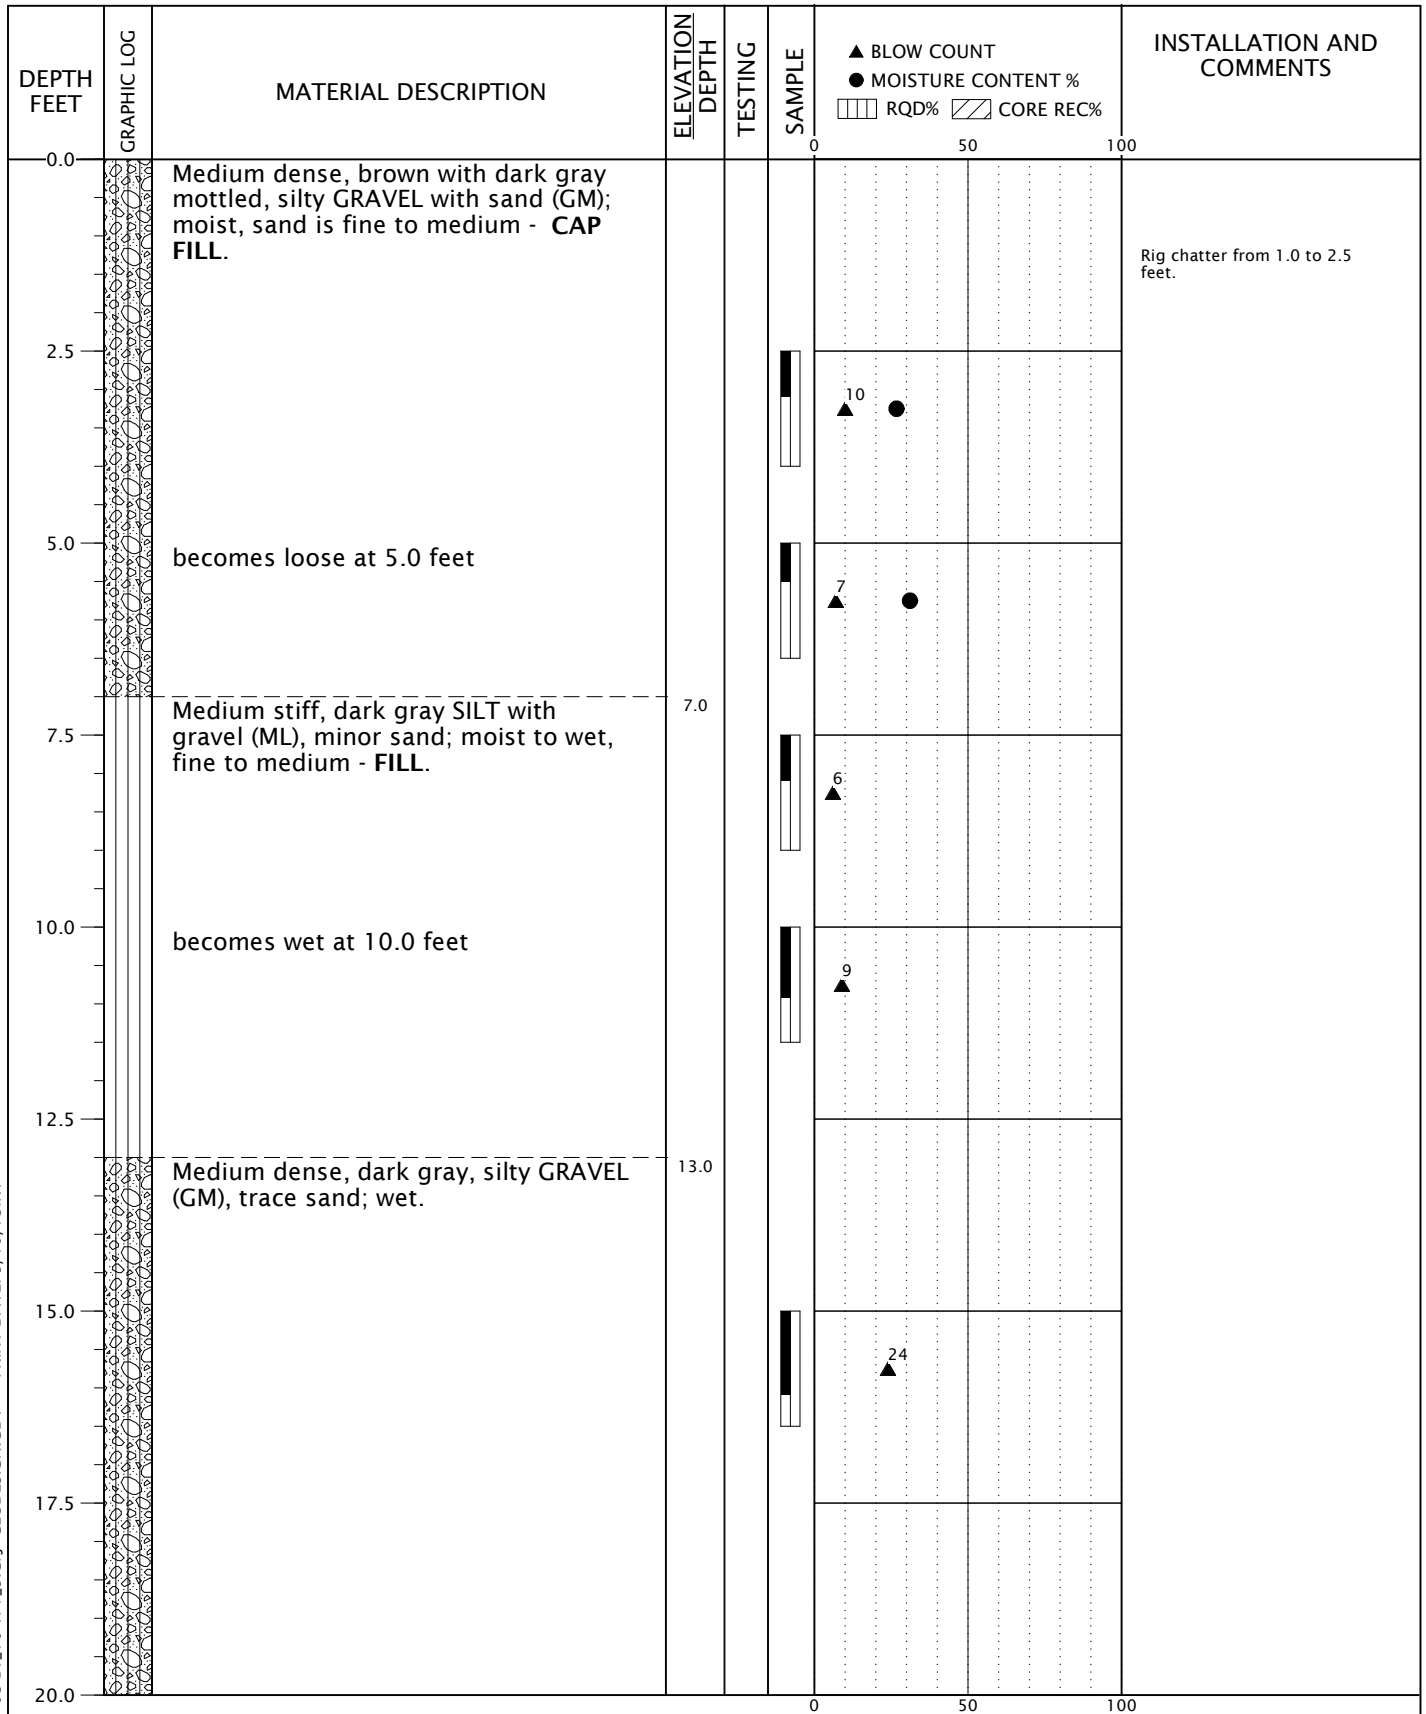 DEPTH
FEET
GRAPHIC LOG
MATERIAL DESCRIPTION
ELEVATION
DEPTH
TESTING
SAMPLE
▲ BLOW COUNT
● MOISTURE CONTENT %
RQD% CORE REC%
0 50 100
INSTALLATION AND
COMMENTS
0.0
Medium dense, brown with dark gray
mottled, silty GRAVEL with sand (GM);
moist, sand is fine to medium - CAP
FILL.
Rig chatter from 1.0 to 2.5
feet.
2.5
10
5.0
becomes loose at 5.0 feet
7
7.0
Medium stiff, dark gray SILT with
gravel (ML), minor sand; moist to wet,
fine to medium - FILL.
7.5
6
10.0
becomes wet at 10.0 feet
9
12.5
13.0
Medium dense, dark gray, silty GRAVEL
(GM), trace sand; wet.
15.0
24
17.5
20.0
0 50 100